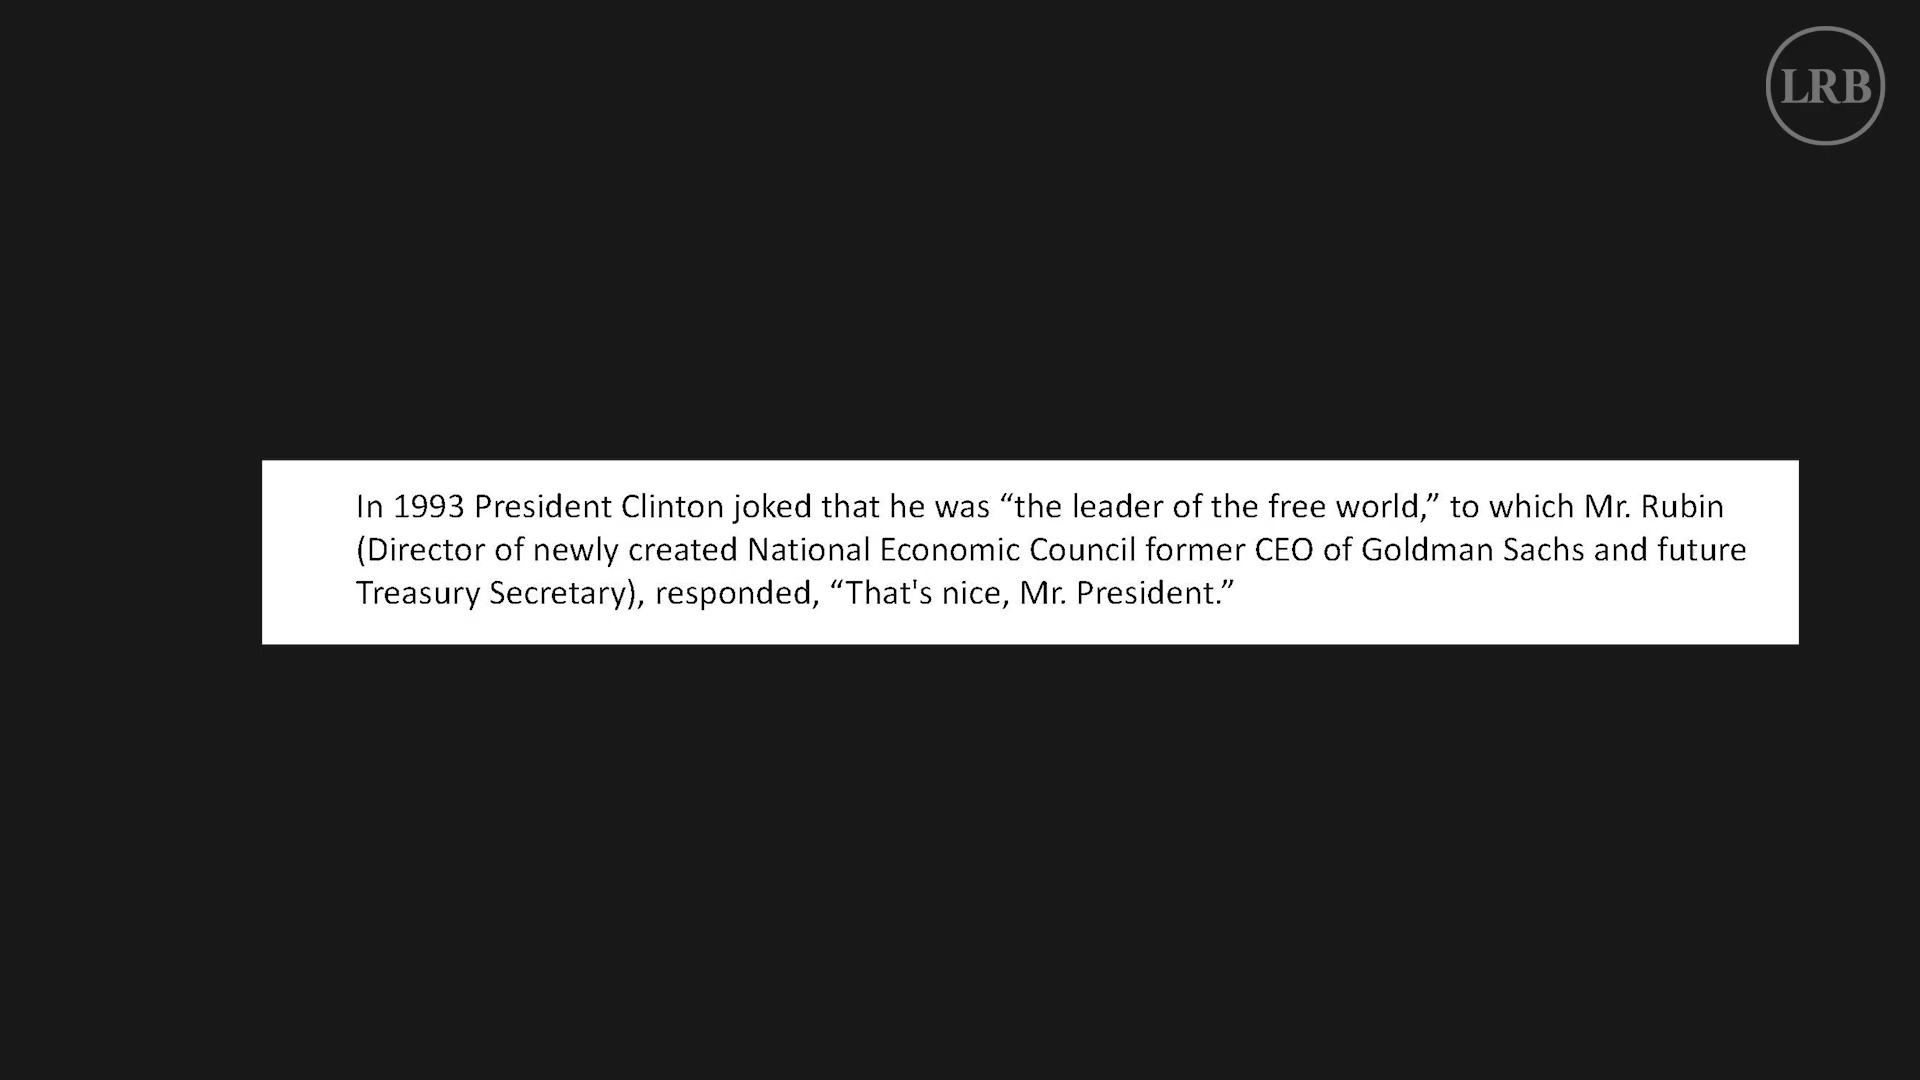 LRB
In 1993 President Clinton joked that he was “the leader of the free world,” to which Mr. Rubin
(Director of newly created National Economic Council former CEO of Goldman Sachs and future
Treasury Secretary), responded, “That's nice, Mr. President.”